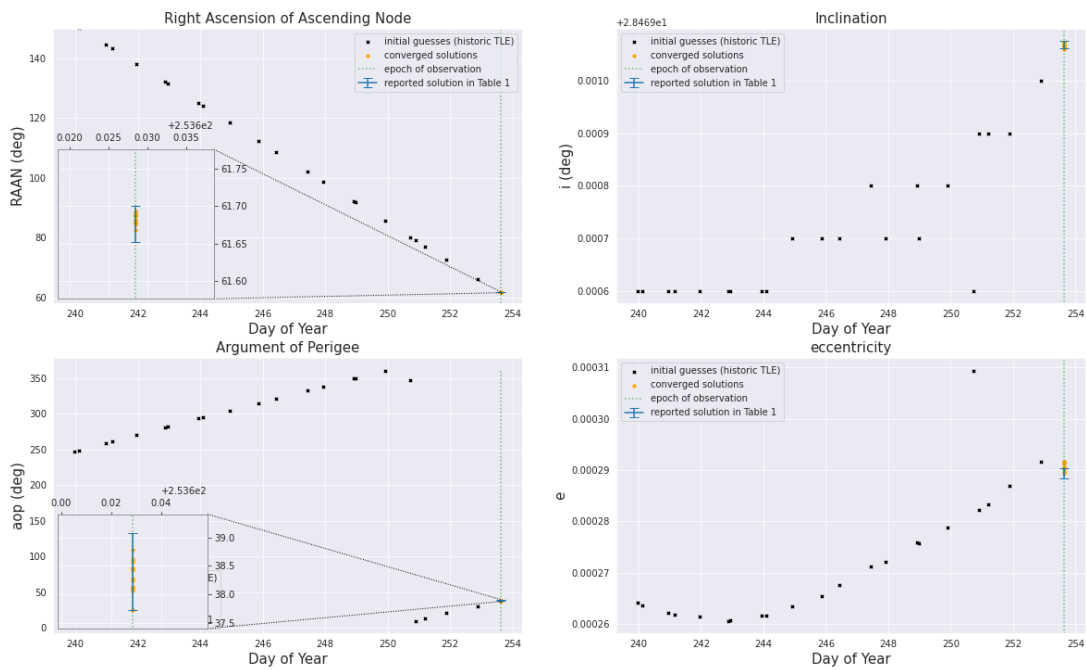 Right Ascension of Ascending Node
initial guesses (historic TLE)
converged solutions
epoch of observation
reported solution in Table 1
RAAN (deg)
140
120
100
80
60
+2.536e2
0.020 0.025 0.030 0.035
61.75
61.70
61.65
61.60
240 242 244 246 248 250 252 254
Day of Year
Inclination
+2.8469e1
initial guesses (historic TLE)
converged solutions
epoch of observation
reported solution in Table 1
i (deg)
0.0010
0.0009
0.0008
0.0007
0.0006
240 242 244 246 248 250 252 254
Day of Year
Argument of Perigee
aop (deg)
350
300
250
200
150
100
50
0
+2.536e2
0.00 0.02 0.04
39.0
38.5
38.0
37.5
E)
1
240 242 244 246 248 250 252 254
Day of Year
eccentricity
initial guesses (historic TLE)
converged solutions
epoch of observation
reported solution in Table 1
e
0.00031
0.00030
0.00029
0.00028
0.00027
0.00026
240 242 244 246 248 250 252 254
Day of Year